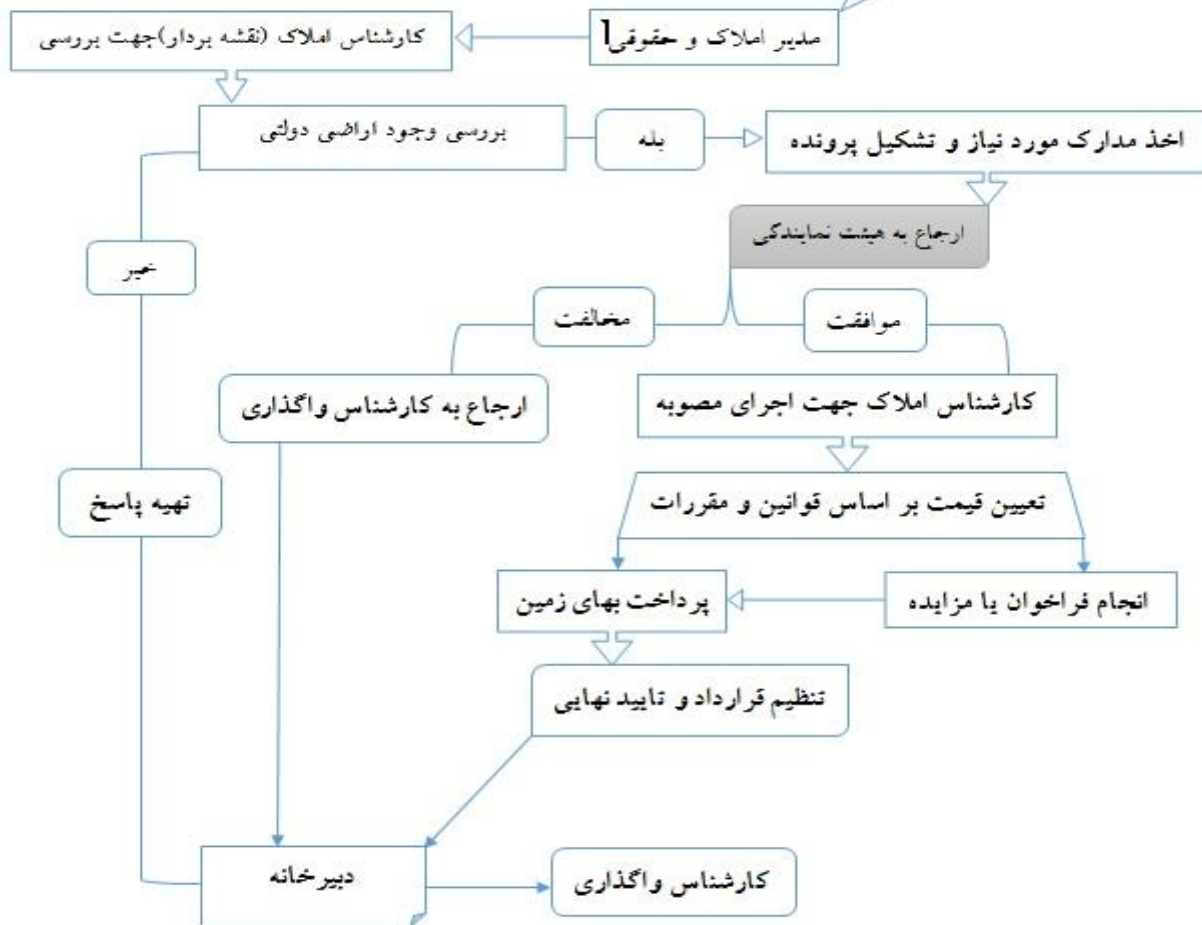 مدیر املاک و حقوقی1
کارشناس املاک (نقشه بردار)جهت بررسی
بررسی وجود اراضی دولتی
بله
اخذ مدارک مورد نیاز و تشکیل پرونده
ارجاع به هیئت نمایندگی
خیر
موافقت
مخالفت
کارشناس املاک جهت اجرای مصوبه
ارجاع به کارشناس واگذاری
تهیه پاسخ
تعیین قیمت بر اساس قوانین و مقررات
انجام فراخوان یا مزایده
پرداخت بهای زمین
تنظیم قرارداد و تایید نهایی
دبیرخانه
کارشناس واگذاری